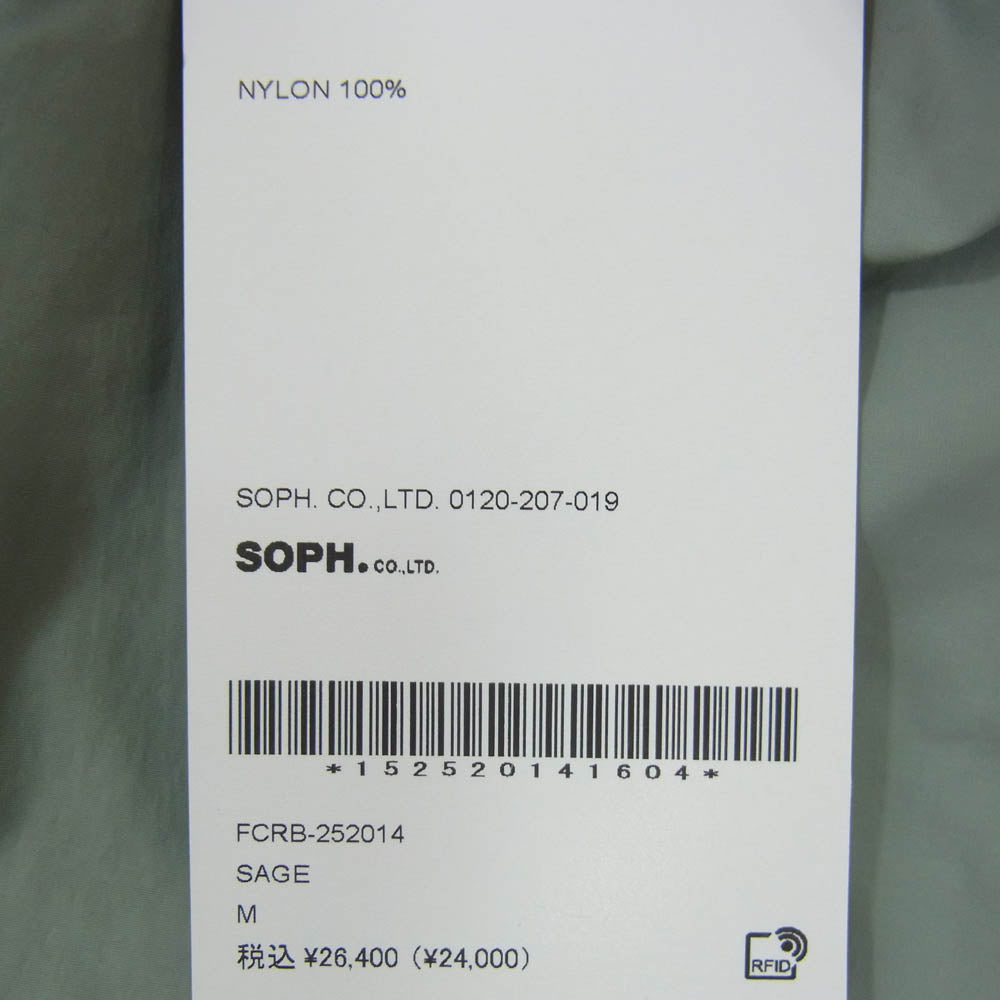 NYLON 100%
SOPH. CO.,LTD. 0120-207-019
SOPH. CO.,LTD.
*152520141604*
FCRB-252014
SAGE
M
税込 ¥26,400 (¥24,000)
RFID